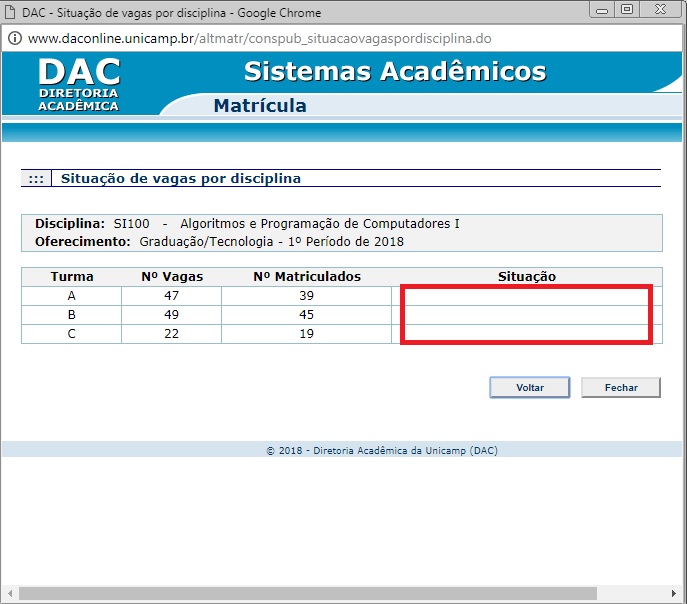 DAC - Situação de vagas por disciplina - Google Chrome
www.daconline.unicamp.br/altmatr/conspub_situacaovagaspordisciplina.do
DAC
DIRETORIA
ACADÊMICA
Sistemas Acadêmicos
Matrícula
::: Situação de vagas por disciplina
Disciplina: SI100 - Algoritmos e Programação de Computadores I
Oferecimento: Graduação/Tecnologia - 1º Período de 2018
Turma Nº Vagas Nº Matriculados Situação
A 47 39
B 49 45
C 22 19
Voltar Fechar
© 2018 - Diretoria Acadêmica da Unicamp (DAC)